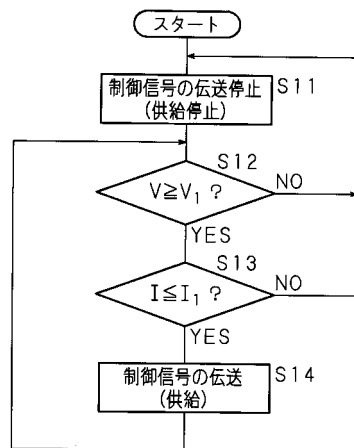 スタート
制御信号の伝送停止 S11
(供給停止)
S12
V≧V₁ ? NO
YES
S13
I≦I₁ ? NO
YES
制御信号の伝送 S14
(供給)